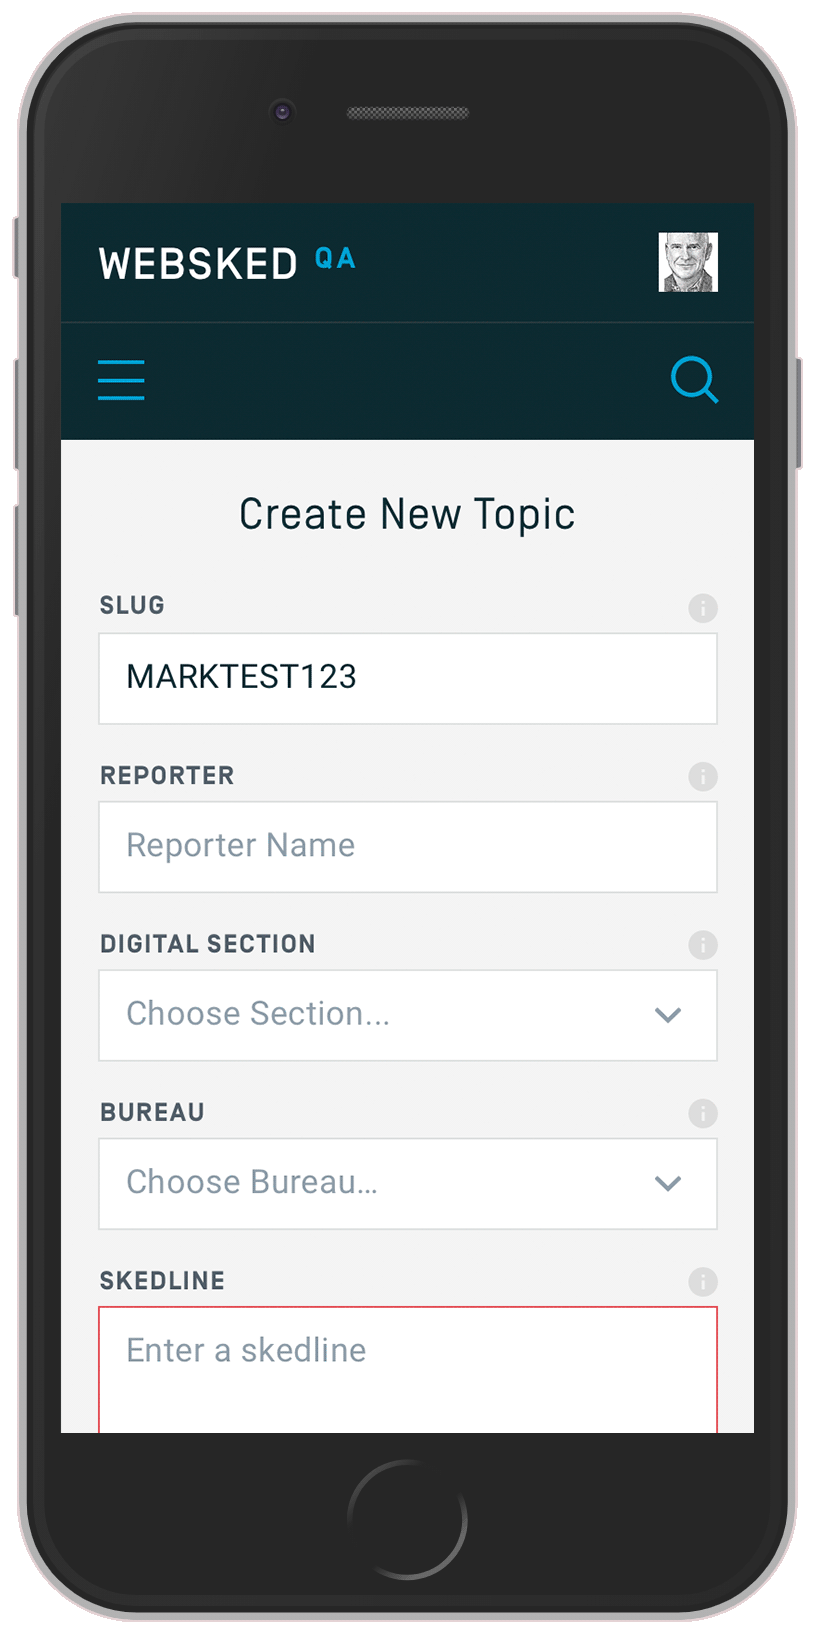 WEBSKED QA
Create New Topic
SLUG
MARKTEST123
REPORTER
Reporter Name
DIGITAL SECTION
Choose Section...
BUREAU
Choose Bureau...
SKEDLINE
Enter a skedline